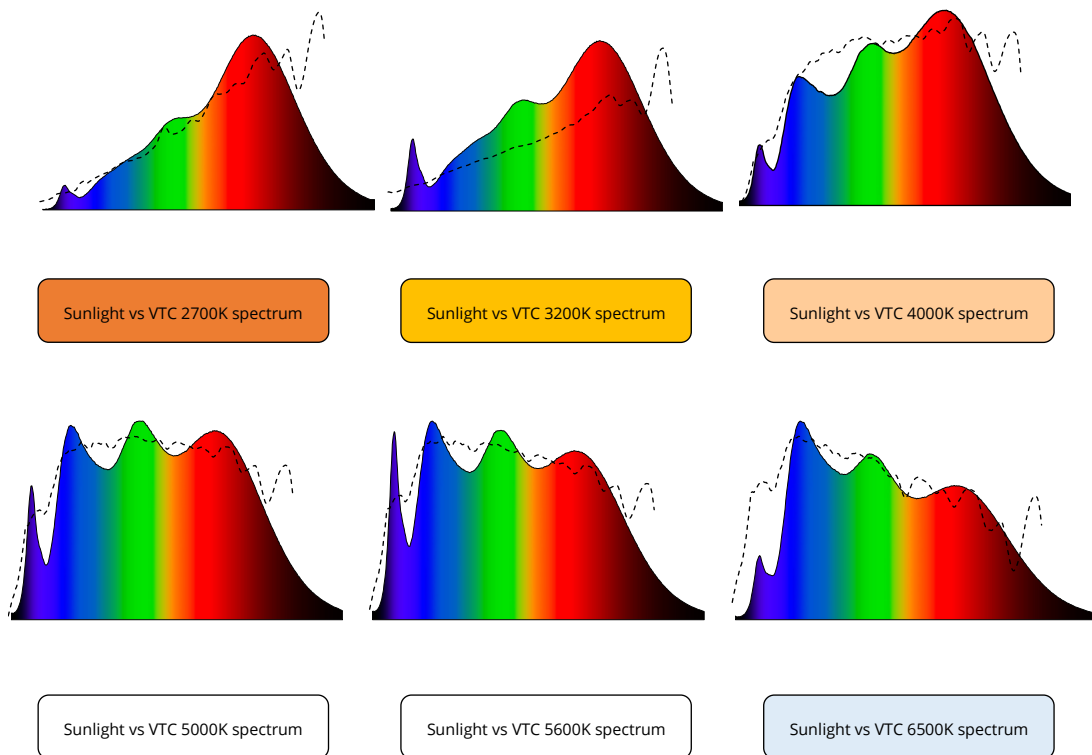 Sunlight vs VTC 2700K spectrum
Sunlight vs VTC 3200K spectrum
Sunlight vs VTC 4000K spectrum
Sunlight vs VTC 5000K spectrum
Sunlight vs VTC 5600K spectrum
Sunlight vs VTC 6500K spectrum